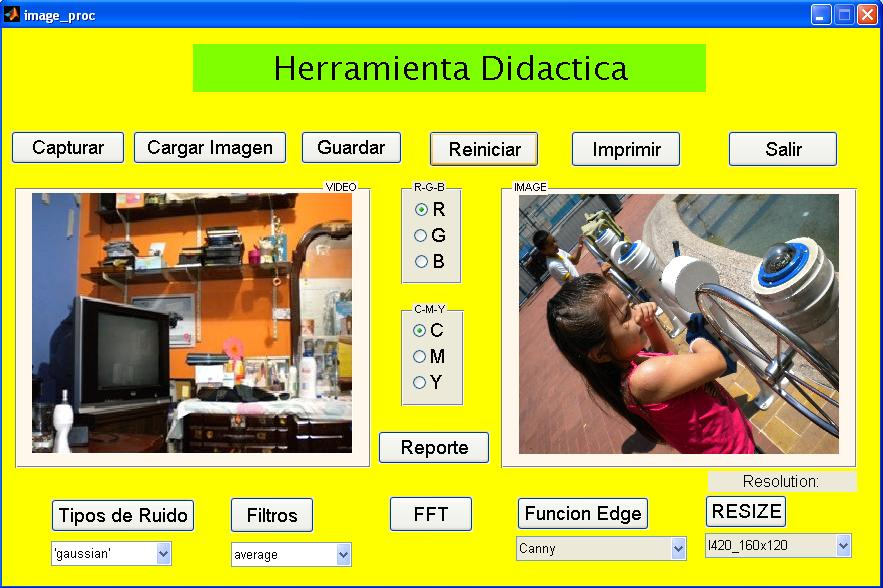 image_proc
Herramienta Didactica
Capturar Cargar Imagen Guardar Reiniciar Imprimir Salir
VIDEO R-G-B IMAGE
R
G
B
C-M-Y
C
M
Y
Reporte
Resolution:
Tipos de Ruido Filtros FFT Funcion Edge RESIZE
'gaussian' average Canny I420_160x120